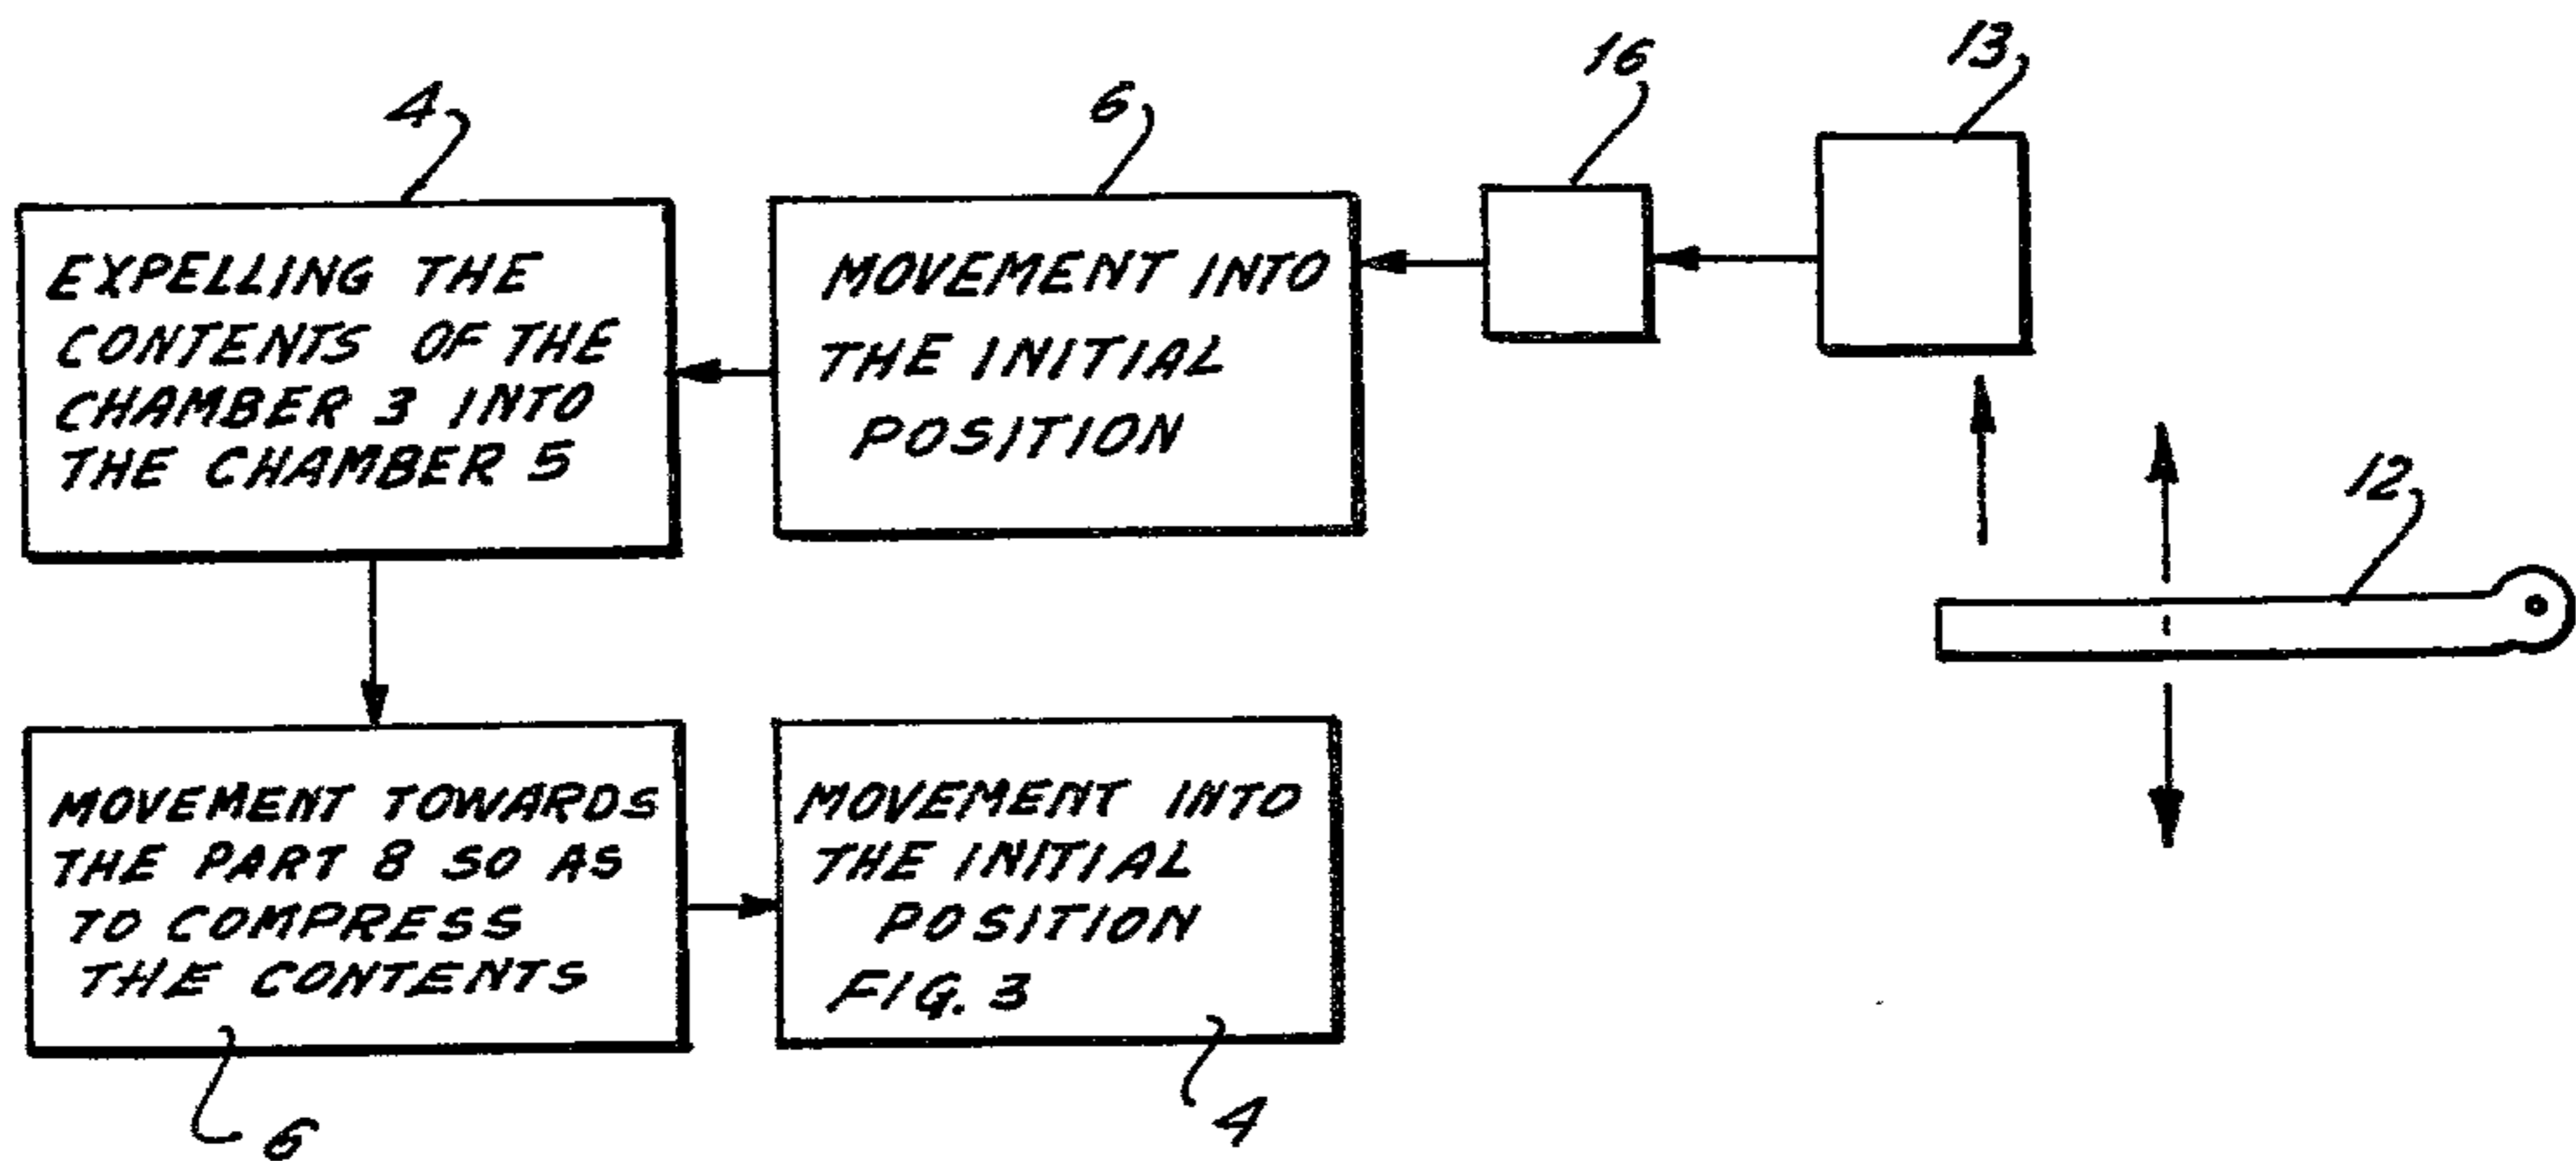 4
6
16
13
EXPELLING THE
CONTENTS OF THE
CHAMBER 3 INTO
THE CHAMBER 5
MOVEMENT INTO
THE INITIAL
POSITION
12
MOVEMENT TOWARDS
THE PART 8 SO AS
TO COMPRESS
THE CONTENTS
MOVEMENT INTO
THE INITIAL
POSITION
FIG. 3
6
4